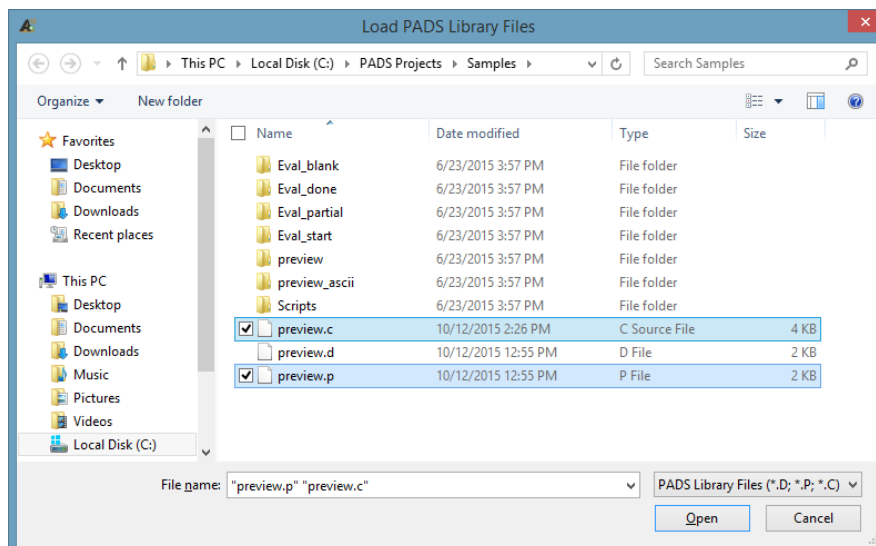 Load PADS Library Files
This PC Local Disk (C:) PADS Projects Samples Search Samples
Organize New folder
Favorites
Desktop
Documents
Downloads
Recent places
This PC
Desktop
Documents
Downloads
Music
Pictures
Videos
Local Disk (C:)
Name Date modified Type Size
Eval_blank 6/23/2015 3:57 PM File folder
Eval_done 6/23/2015 3:57 PM File folder
Eval_partial 6/23/2015 3:57 PM File folder
Eval_start 6/23/2015 3:57 PM File folder
preview 6/23/2015 3:57 PM File folder
preview_ascii 6/23/2015 3:57 PM File folder
Scripts 6/23/2015 3:57 PM File folder
preview.c 10/12/2015 2:26 PM C Source File 4 KB
preview.d 10/12/2015 12:55 PM D File 2 KB
preview.p 10/12/2015 12:55 PM P File 2 KB
File name: "preview.p" "preview.c" PADS Library Files (*.D; *.P; *.C)
Open Cancel